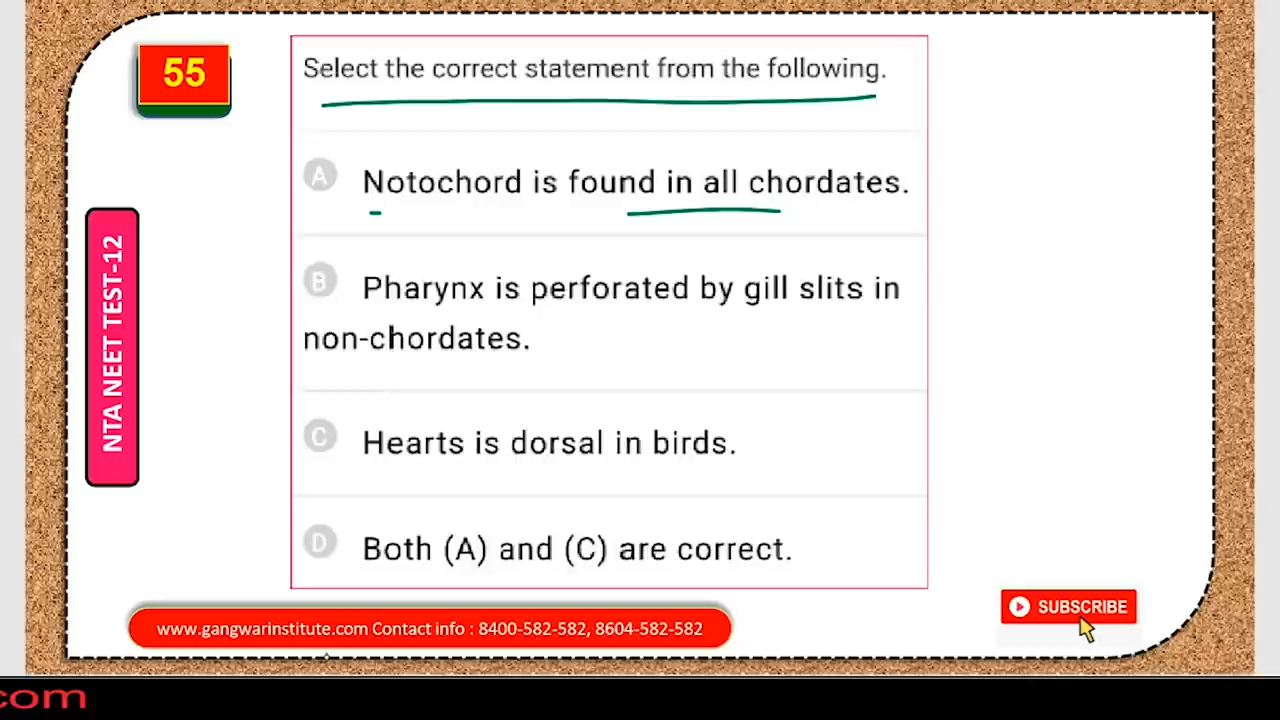 55
Select the correct statement from the following.
A Notochord is found in all chordates.
B Pharynx is perforated by gill slits in
non-chordates.
C Hearts is dorsal in birds.
D Both (A) and (C) are correct.
NTA NEET TEST-12
www.gangwarinstitute.com Contact info : 8400-582-582, 8604-582-582
SUBSCRIBE
com